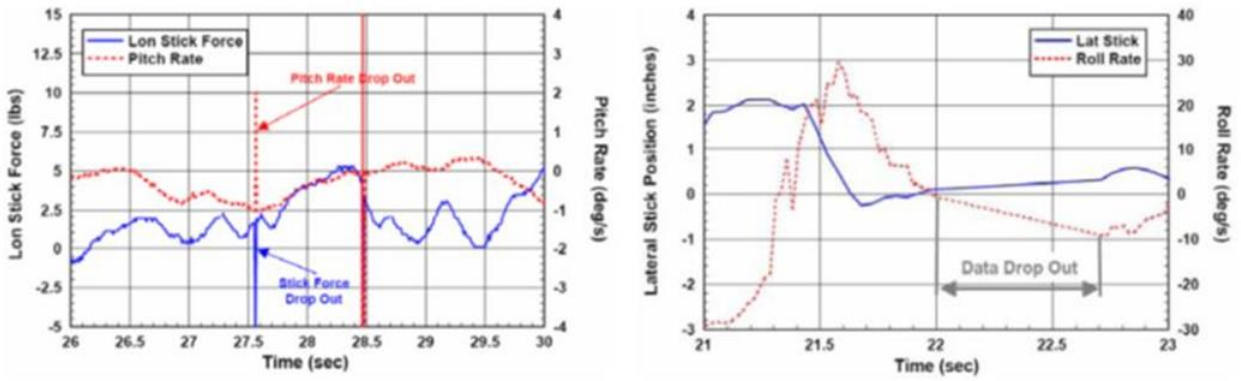 Lon Stick Force (lbs)
15
12.5
10
7.5
5
2.5
0
-2.5
-5
Lon Stick Force
Pitch Rate
Pitch Rate Drop Out
Stick Force
Drop Out
4
3
2
1
0
-1
-2
-3
-4
Pitch Rate (deg/s)
26 26.5 27 27.5 28 28.5 29 29.5 30
Time (sec)
Lateral Stick Position (inches)
4
3
2
1
0
-1
-2
-3
Lat Stick
Roll Rate
Data Drop Out
40
30
20
10
0
-10
-20
-30
Roll Rate (deg/s)
21 21.5 22 22.5 23
Time (sec)